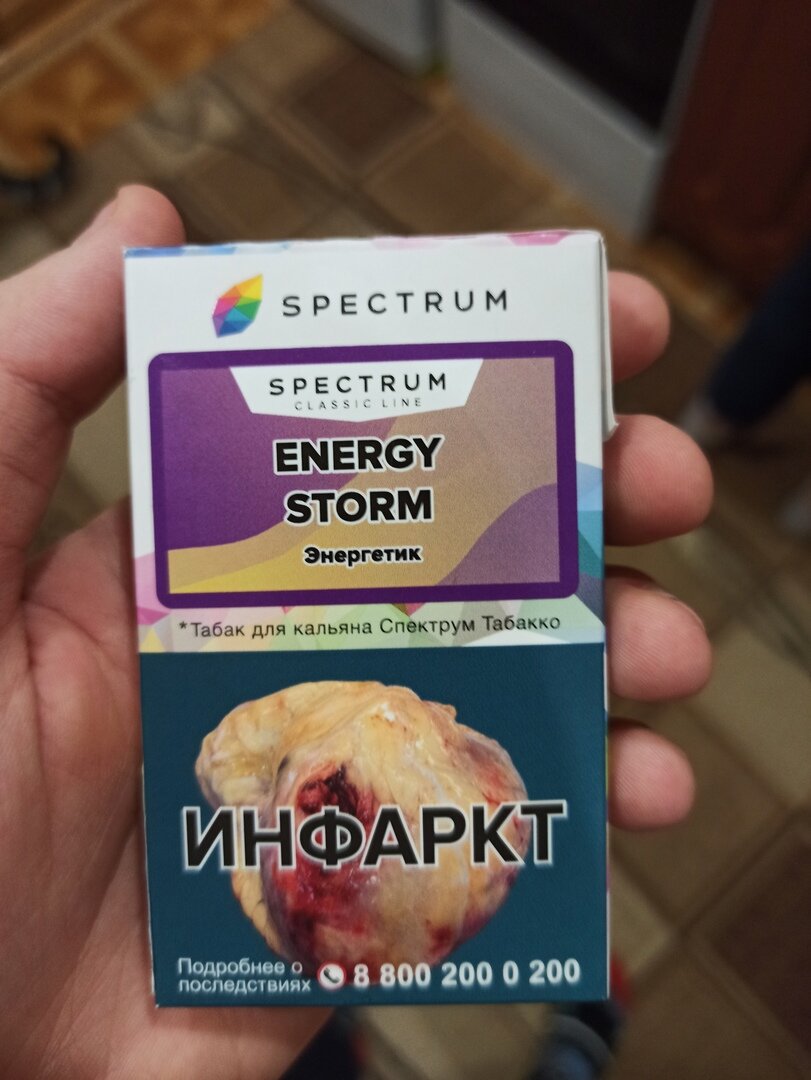 SPECTRUM
SPECTRUM
CLASSIC LINE
ENERGY
STORM
Энергетик
*Табак для кальяна Спектрум Табакко
ИНФАРКТ
Подробнее о
последствиях
8 800 200 0 200